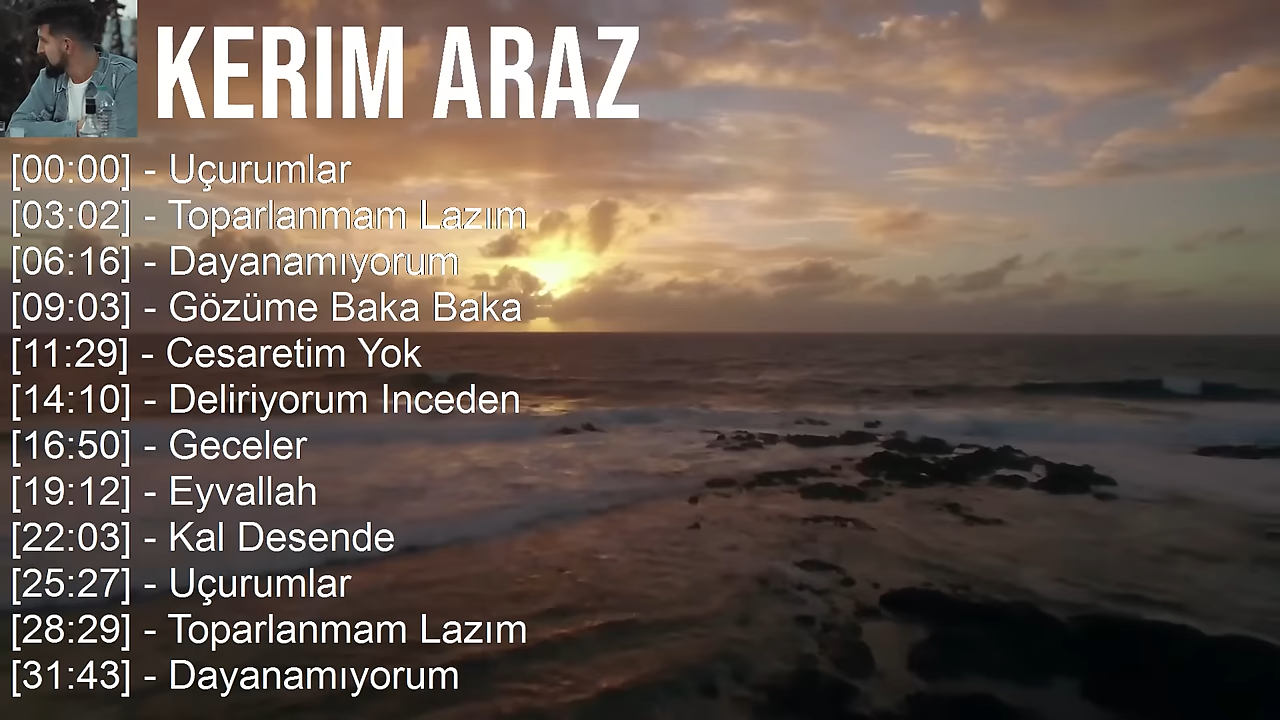 KERIM ARAZ
[00:00] - Uçurumlar
[03:02] - Toparlanmam Lazım
[06:16] - Dayanamıyorum
[09:03] - Gözüme Baka Baka
[11:29] - Cesaretim Yok
[14:10] - Deliriyorum Inceden
[16:50] - Geceler
[19:12] - Eyvallah
[22:03] - Kal Desende
[25:27] - Uçurumlar
[28:29] - Toparlanmam Lazım
[31:43] - Dayanamıyorum